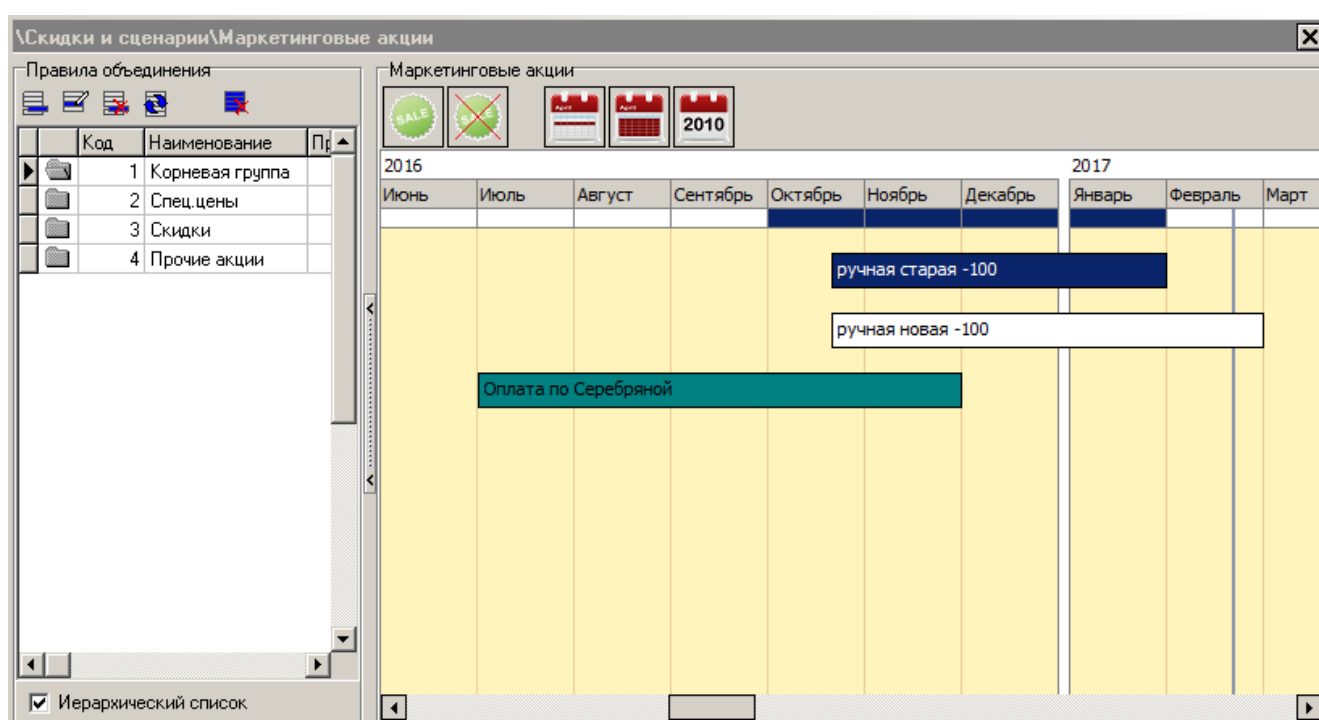 \Скидки и сценарии\Маркетинговые акции
Правила объединения
Код Наименование Пр
1 Корневая группа
2 Спец.цены
3 Скидки
4 Прочие акции
Иерархический список
Маркетинговые акции
SALE SALE April April 2010
2016 2017
Июнь Июль Август Сентябрь Октябрь Ноябрь Декабрь Январь Февраль Март
ручная старая -100
ручная новая -100
Оплата по Серебряной